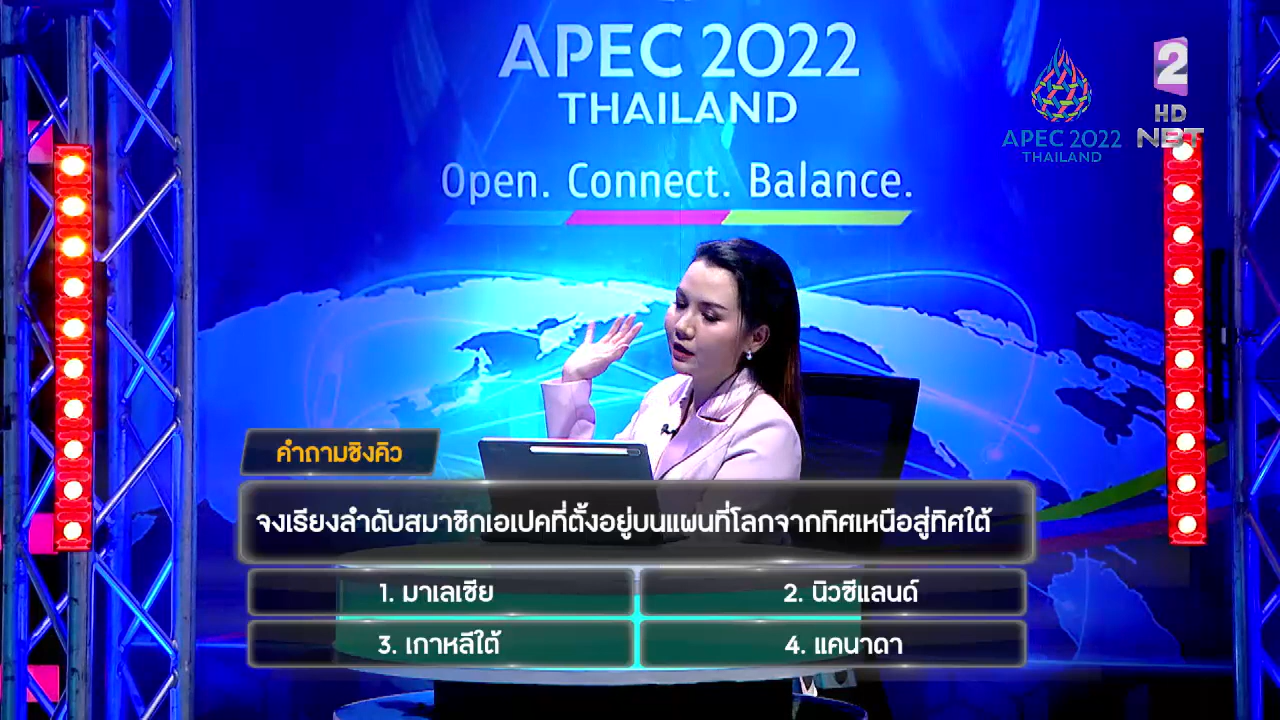 APEC 2022
THAILAND
Open. Connect. Balance.
APEC 2022
THAILAND
2
HD
NBT
คำถามชิงคิว
จงเรียงลำดับสมาชิกเอเปคที่ตั้งอยู่บนแผนที่โลกจากทิศเหนือสู่ทิศใต้
1. มาเลเซีย
2. นิวซีแลนด์
3. เกาหลีใต้
4. แคนาดา